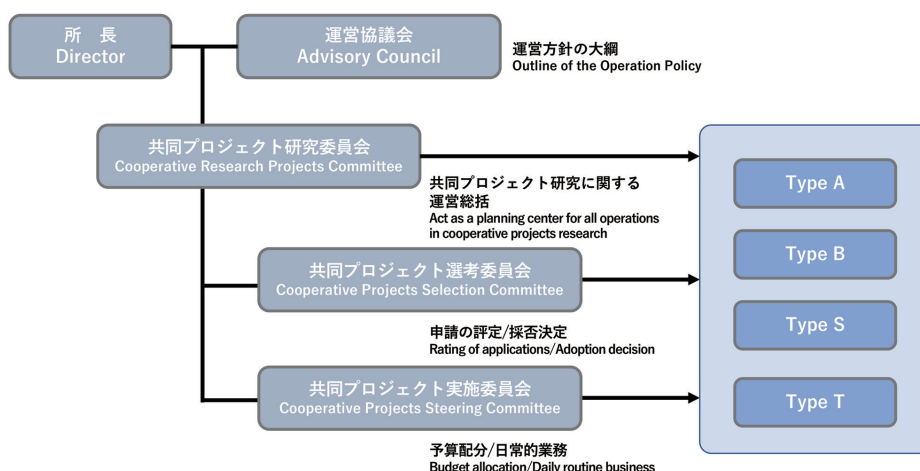 所　長
Director
運営協議会
Advisory Council
運営方針の大綱
Outline of the Operation Policy
共同プロジェクト研究委員会
Cooperative Research Projects Committee
共同プロジェクト研究に関する
運営総括
Act as a planning center for all operations
in cooperative projects research
共同プロジェクト選考委員会
Cooperative Projects Selection Committee
申請の評定/採否決定
Rating of applications/Adoption decision
共同プロジェクト実施委員会
Cooperative Projects Steering Committee
予算配分/日常的業務
Budget allocation/Daily routine business
Type A
Type B
Type S
Type T